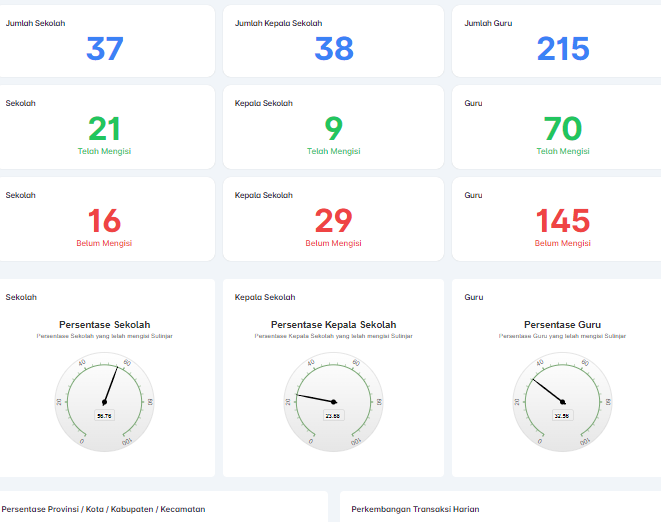 Jumlah Sekolah
37
Jumlah Kepala Sekolah
38
Jumlah Guru
215
Sekolah
21
Telah Mengisi
Kepala Sekolah
9
Telah Mengisi
Guru
70
Telah Mengisi
Sekolah
16
Belum Mengisi
Kepala Sekolah
29
Belum Mengisi
Guru
145
Belum Mengisi
Sekolah
Persentase Sekolah
Persentase Sekolah yang telah mengisi Sulinjar
0
20
40
60
80
100
56.76
Kepala Sekolah
Persentase Kepala Sekolah
Persentase Kepala Sekolah yang telah mengisi Sulinjar
0
20
40
60
80
100
23.68
Guru
Persentase Guru
Persentase Guru yang telah mengisi Sulinjar
0
20
40
60
80
100
32.56
Persentase Provinsi / Kota / Kabupaten / Kecamatan
Perkembangan Transaksi Harian